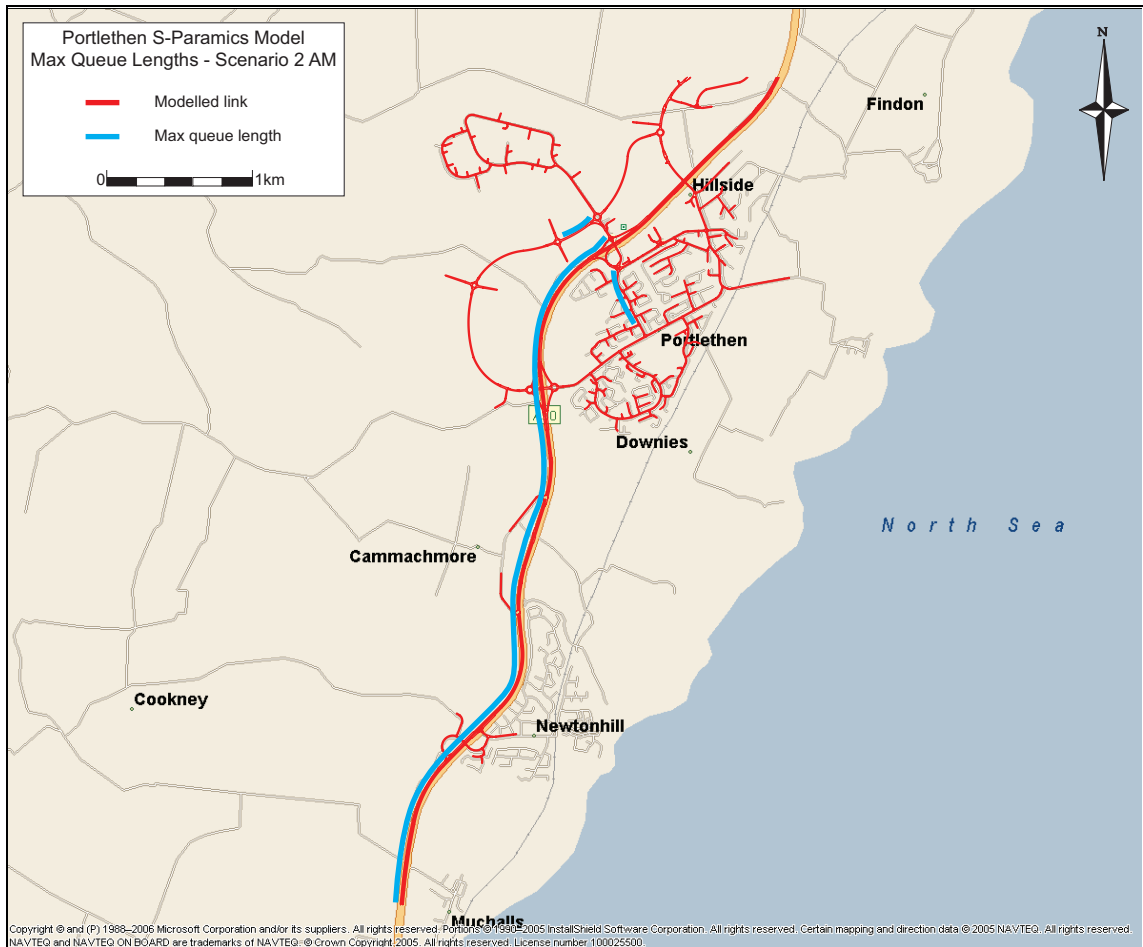 Portlethen S-Paramics Model
Max Queue Lengths - Scenario 2 AM
Modelled link
Max queue length
0 1km
N
Findon
Hillside
Portlethen
Downies
North Sea
Cammachmore
Cookney
Newtonhill
Muchalls
Copyright © and (P) 1988–2006 Microsoft Corporation and/or its suppliers. All rights reserved. Portions © 1990–2005 InstallShield Software Corporation. All rights reserved. Certain mapping and direction data © 2005 NAVTEQ. All rights reserved.
NAVTEQ and NAVTEQ ON BOARD are trademarks of NAVTEQ. © Crown Copyright 2005. All rights reserved. License number 100025500.